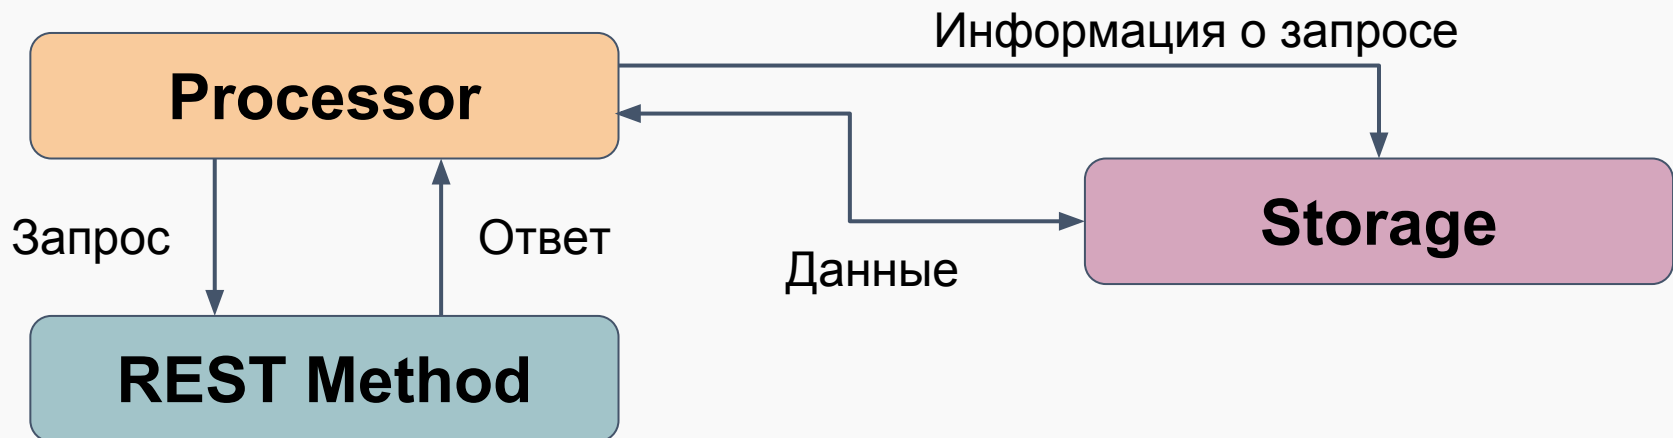 Информация о запросе
Processor
Storage
Запрос
Ответ
Данные
REST Method